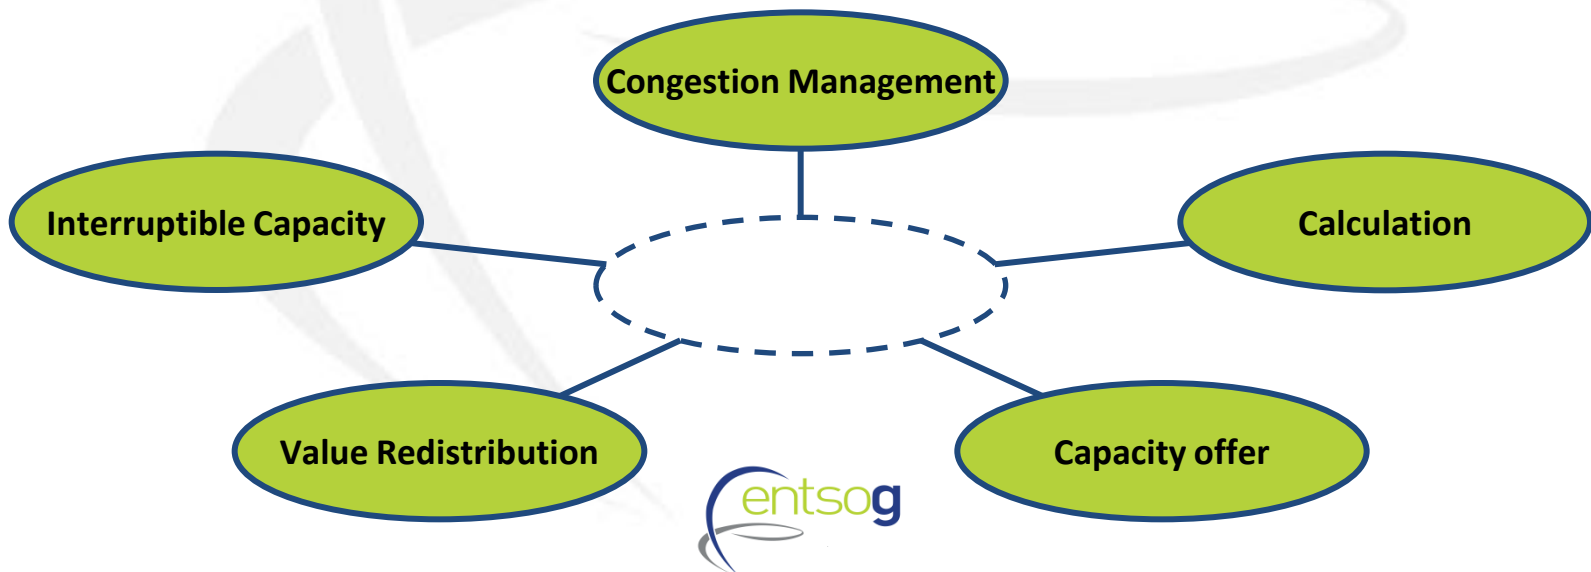 Congestion Management
Interruptible Capacity
Calculation
Value Redistribution
Capacity offer
entsog